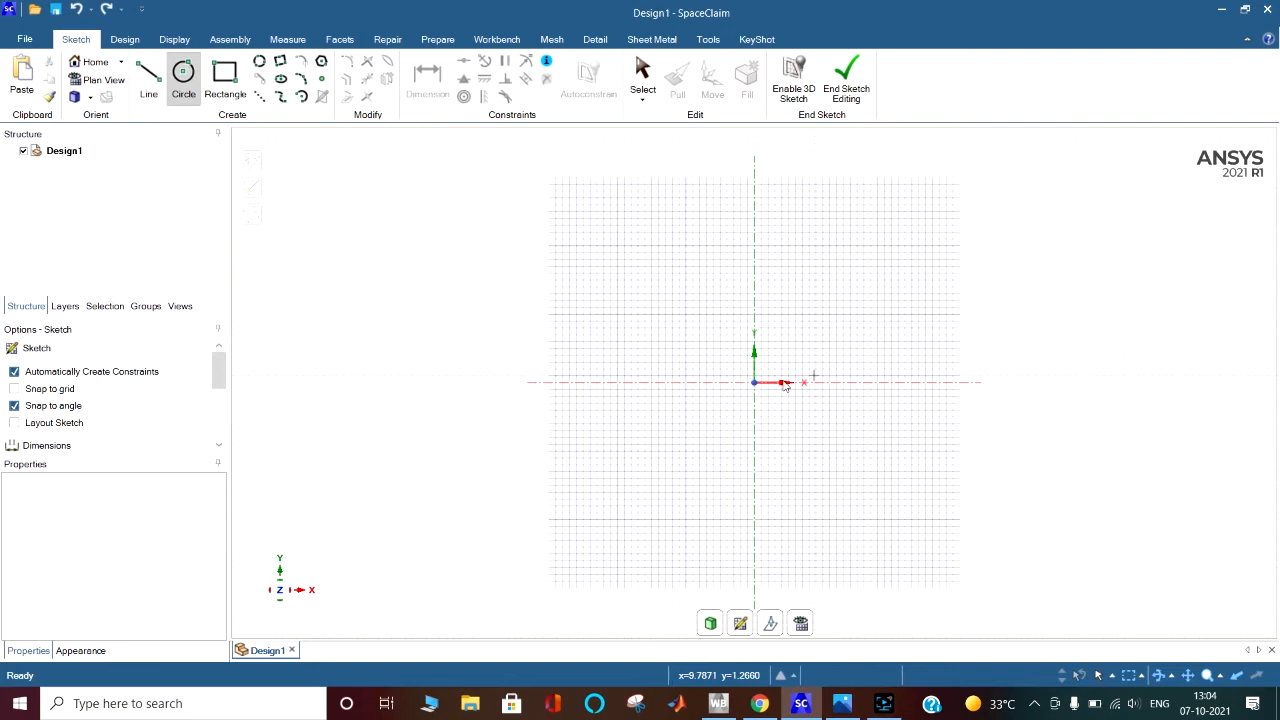 Design1 - SpaceClaim
File Sketch Design Display Assembly Measure Facets Repair Prepare Workbench Mesh Detail Sheet Metal Tools KeyShot
Paste
Home
Plan View
Line Circle Rectangle
Dimension
Autoconstrain
Select Pull Move Fill
Enable 3D Sketch
End Sketch Editing
Clipboard Orient Create Modify Constraints Edit End Sketch
Structure
Design1
Structure Layers Selection Groups Views
Options - Sketch
Sketch
Automatically Create Constraints
Snap to grid
Snap to angle
Layout Sketch
Dimensions
Properties
ANSYS
2021 R1
Y
X
Y
Z X
Properties Appearance
Design1
Ready
x=9.7871 y=1.2660
Type here to search
WB
SC
33°C
ENG
13:04
07-10-2021